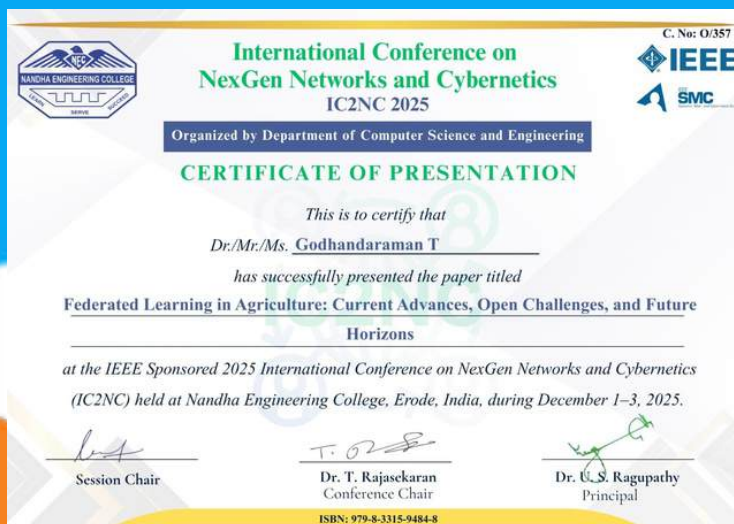 C. No: O/357
NEC
NANDHA ENGINEERING COLLEGE
LEARN
SERVE
SUCCEED
International Conference on
NexGen Networks and Cybernetics
IC2NC 2025
IEEE
SMC
Organized by Department of Computer Science and Engineering
CERTIFICATE OF PRESENTATION
This is to certify that
Dr./Mr./Ms. Godhandaraman T
has successfully presented the paper titled
Federated Learning in Agriculture: Current Advances, Open Challenges, and Future
Horizons
IC2NC
at the IEEE Sponsored 2025 International Conference on NexGen Networks and Cybernetics
(IC2NC) held at Nandha Engineering College, Erode, India, during December 1–3, 2025.
Session Chair
Dr. T. Rajasekaran
Conference Chair
Dr. U. S. Ragupathy
Principal
ISBN: 979-8-3315-9484-8